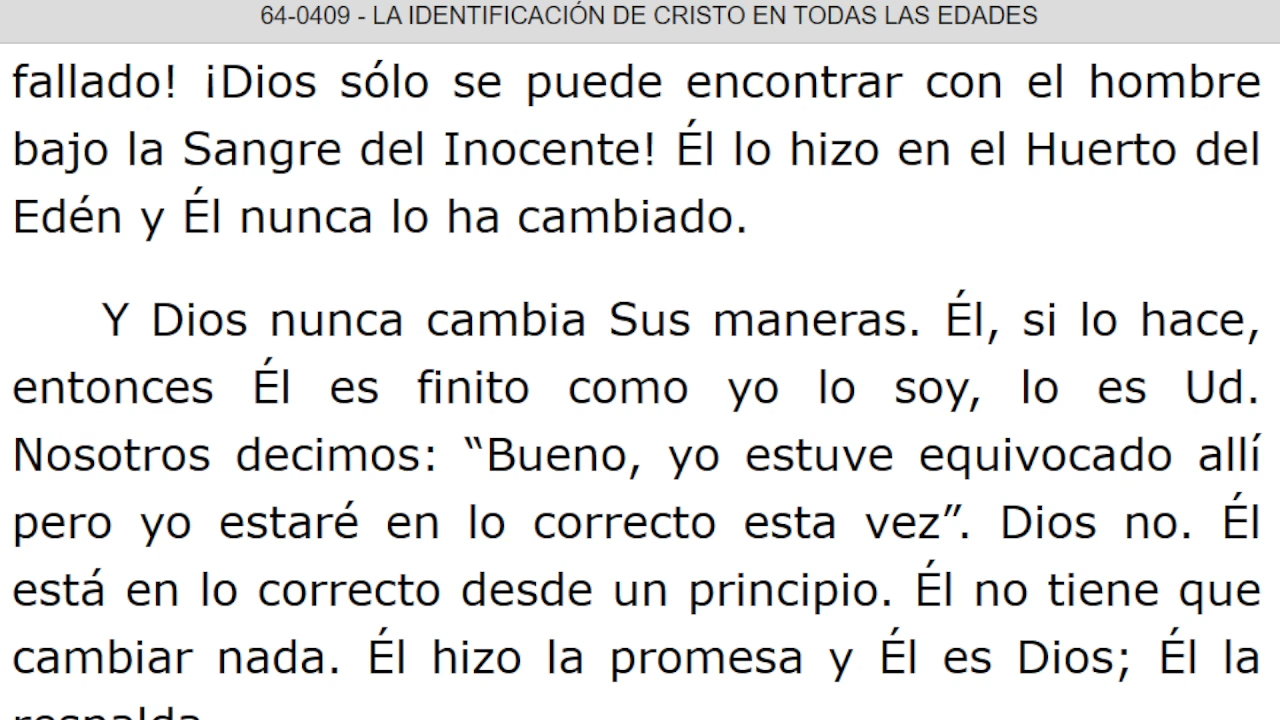 64-0409 - LA IDENTIFICACIÓN DE CRISTO EN TODAS LAS EDADES
fallado! ¡Dios sólo se puede encontrar con el hombre
bajo la Sangre del Inocente! Él lo hizo en el Huerto del
Edén y Él nunca lo ha cambiado.
Y Dios nunca cambia Sus maneras. Él, si lo hace,
entonces Él es finito como yo lo soy, lo es Ud.
Nosotros decimos: “Bueno, yo estuve equivocado allí
pero yo estaré en lo correcto esta vez”. Dios no. Él
está en lo correcto desde un principio. Él no tiene que
cambiar nada. Él hizo la promesa y Él es Dios; Él la
respalda